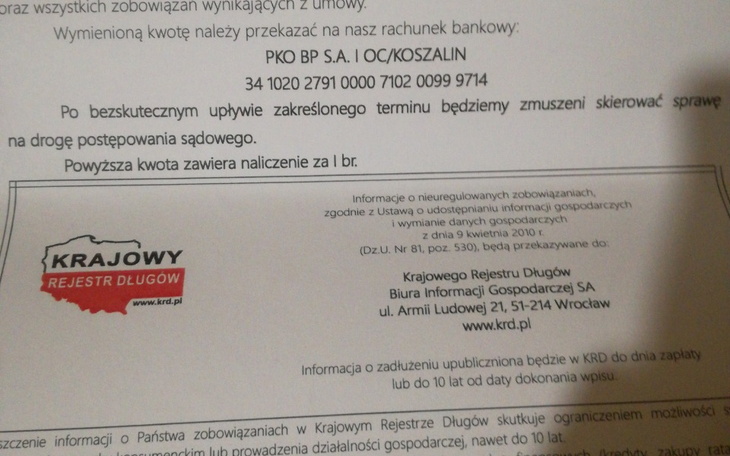 oraz wszystkich zobowiązań wynikających z umowy.
Wymienioną kwotę należy przekazać na nasz rachunek bankowy:
PKO BP S.A. I OC/KOSZALIN
34 1020 2791 0000 7102 0099 9714
Po bezskutecznym upływie zakreślonego terminu będziemy zmuszeni skierować sprawę
na drogę postępowania sądowego.
Powyższa kwota zawiera naliczenie za I br.
Informacje o nieuregulowanych zobowiązaniach,
zgodnie z Ustawą o udostępnianiu informacji gospodarczych
i wymianie danych gospodarczych
z dnia 9 kwietnia 2010 r.
(Dz.U. Nr 81, poz. 530), będą przekazywane do:
KRAJOWY
REJESTR DŁUGÓW
www.krd.pl
Krajowego Rejestru Długów
Biura Informacji Gospodarczej SA
ul. Armii Ludowej 21, 51-214 Wrocław
www.krd.pl
Informacja o zadłużeniu upubliczniona będzie w KRD do dnia zapłaty
lub do 10 lat od daty dokonania wpisu.
szczenie informacji o Państwa zobowiązaniach w Krajowym Rejestrze Długów skutkuje ograniczeniem możliwości
lub prowadzenia działalności gospodarczej, nawet do 10 lat.
(kredyty, zakupy